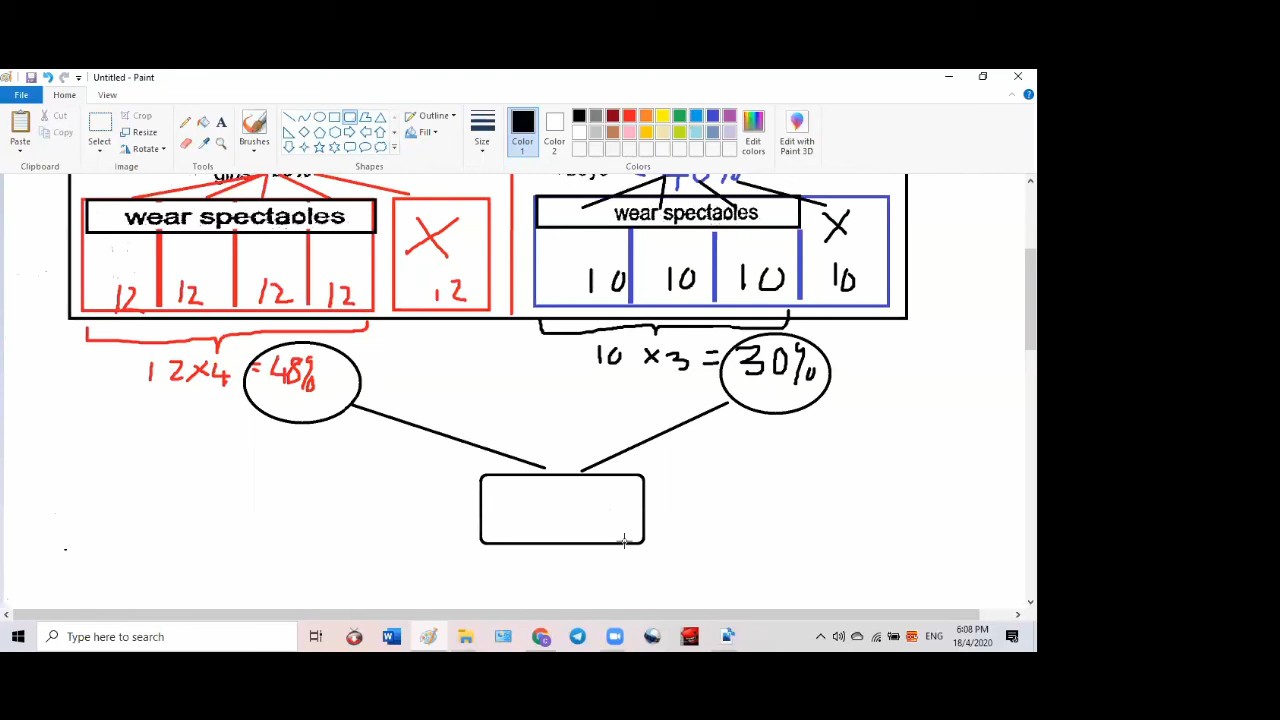 Untitled - Paint
File Home View
Paste
Cut
Copy
Clipboard
Select
Crop
Resize
Rotate
Image
A
Tools
Brushes
Outline
Fill
Shapes
Size
Color 1
Color 2
Edit colors
Edit with Paint 3D
Colors
wear spectacles
X
12 12 12 12 12
wear spectacles
X
10 10 10 10
12x4 = 48%
10 x3 = 30%
Type here to search
ENG
6:08 PM
18/4/2020